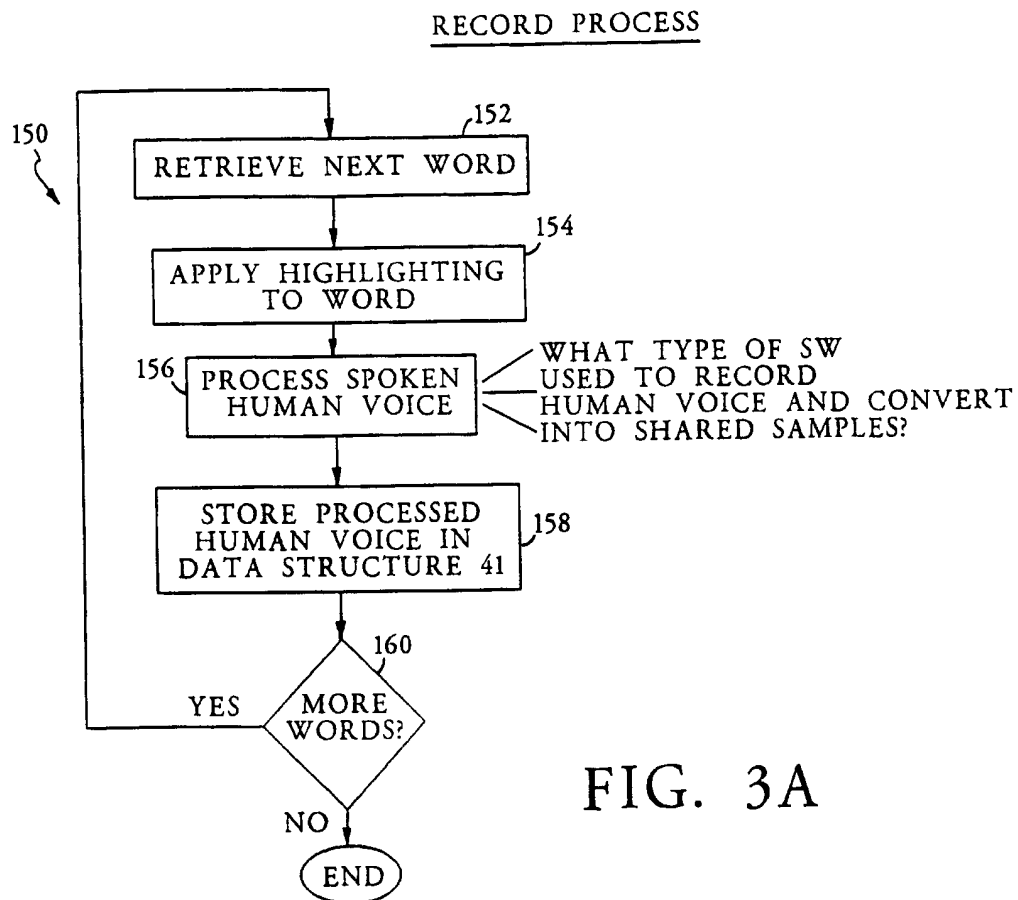 RECORD PROCESS
150
152
RETRIEVE NEXT WORD
154
APPLY HIGHLIGHTING
TO WORD
156
PROCESS SPOKEN
HUMAN VOICE
WHAT TYPE OF SW
USED TO RECORD
HUMAN VOICE AND CONVERT
INTO SHARED SAMPLES?
STORE PROCESSED
HUMAN VOICE IN
DATA STRUCTURE 41
158
160
MORE
WORDS?
YES
NO
END
FIG. 3A